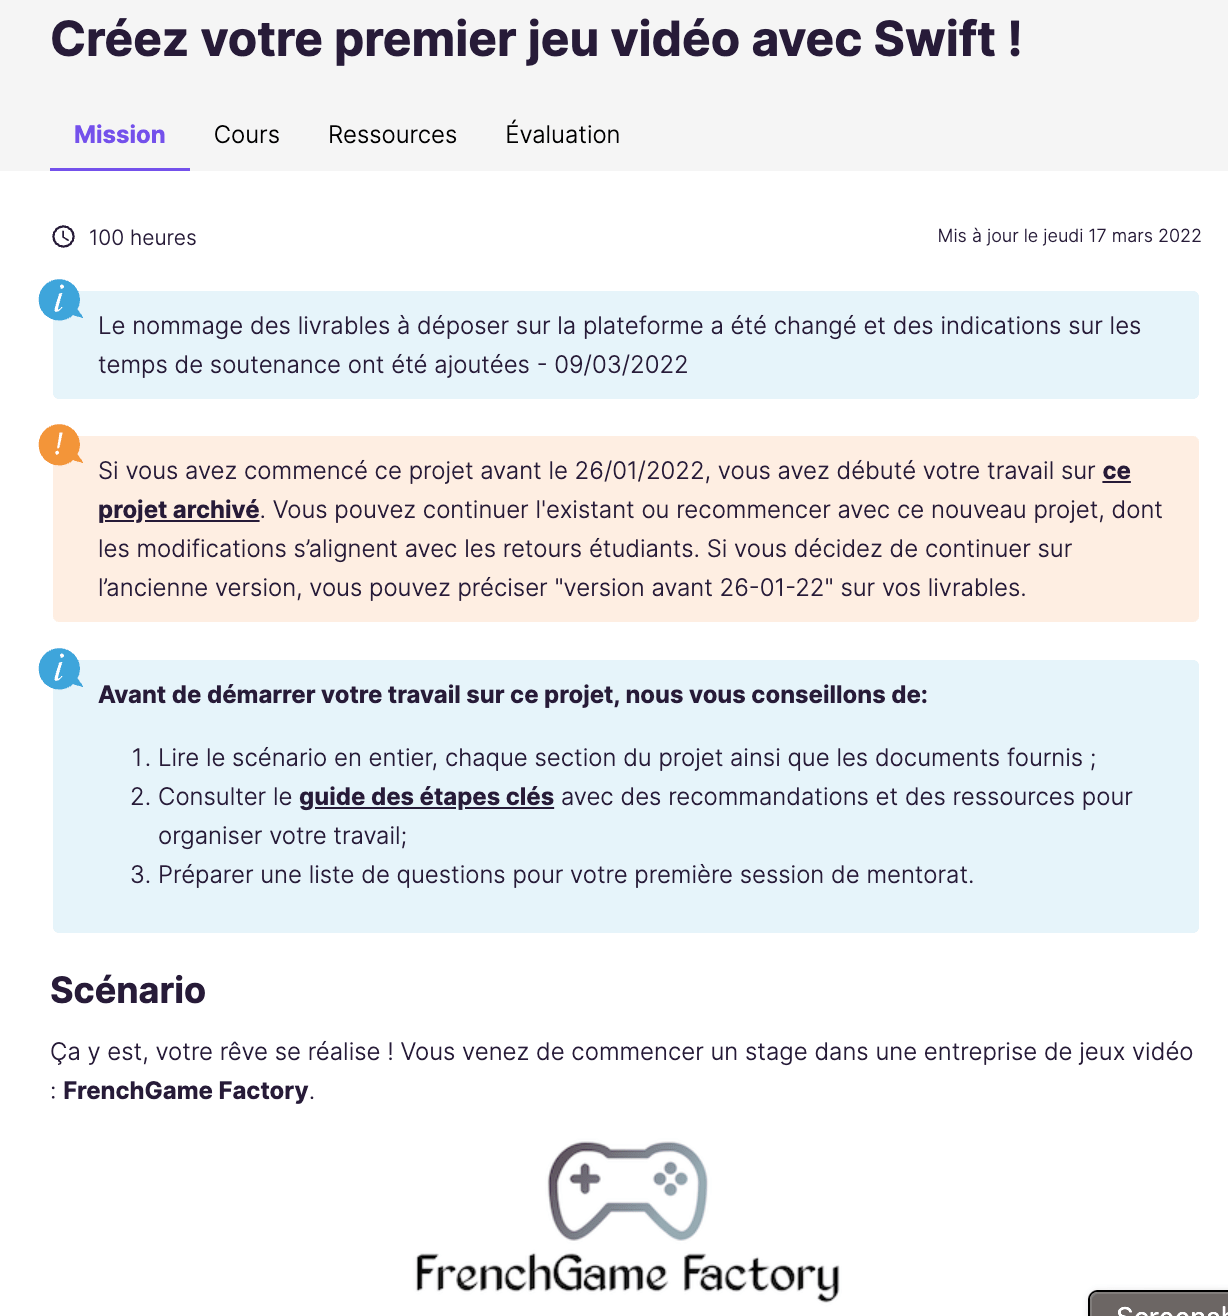 Créez votre premier jeu vidéo avec Swift !
Mission
Cours
Ressources
Évaluation
100 heures
Mis à jour le jeudi 17 mars 2022
Le nommage des livrables à déposer sur la plateforme a été changé et des indications sur les
temps de soutenance ont été ajoutées - 09/03/2022
Si vous avez commencé ce projet avant le 26/01/2022, vous avez débuté votre travail sur ce
projet archivé. Vous pouvez continuer l'existant ou recommencer avec ce nouveau projet, dont
les modifications s’alignent avec les retours étudiants. Si vous décidez de continuer sur
l’ancienne version, vous pouvez préciser "version avant 26-01-22" sur vos livrables.
Avant de démarrer votre travail sur ce projet, nous vous conseillons de:
1. Lire le scénario en entier, chaque section du projet ainsi que les documents fournis ;
2. Consulter le guide des étapes clés avec des recommandations et des ressources pour
organiser votre travail;
3. Préparer une liste de questions pour votre première session de mentorat.
Scénario
Ça y est, votre rêve se réalise ! Vous venez de commencer un stage dans une entreprise de jeux vidéo
: FrenchGame Factory.
FrenchGame Factory